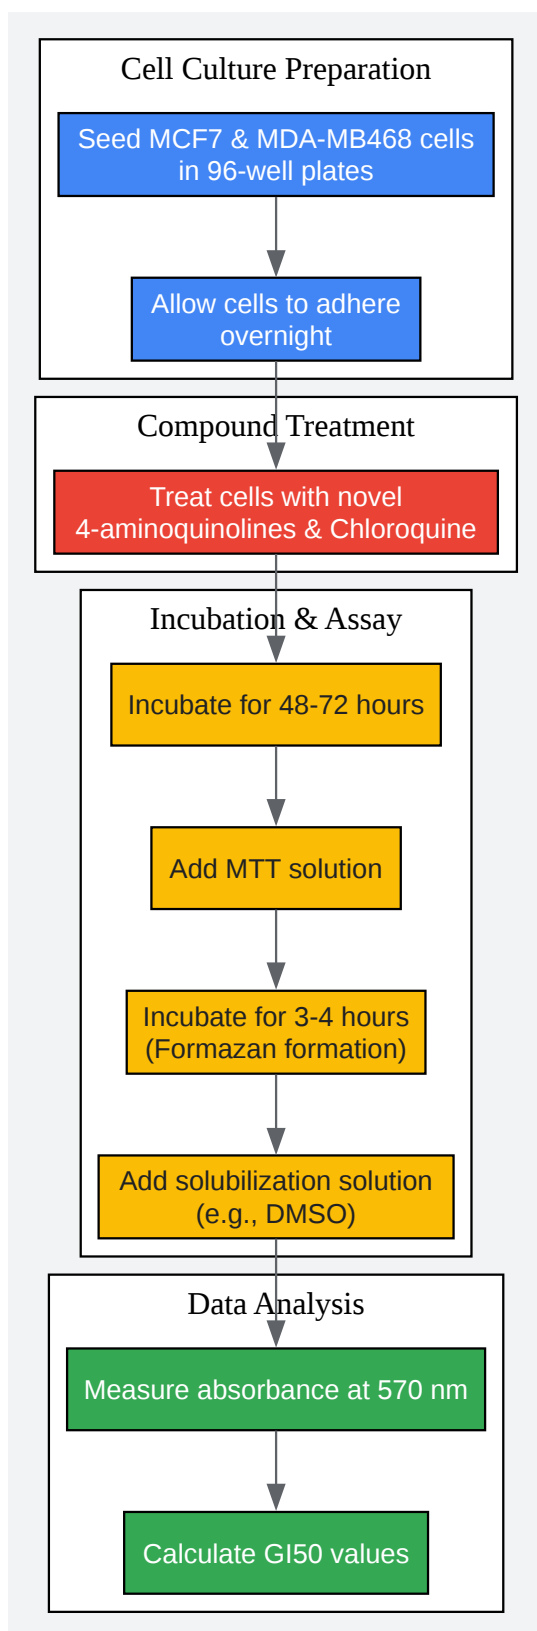 Cell Culture Preparation
Seed MCF7 & MDA-MB468 cells
in 96-well plates
Allow cells to adhere
overnight
Compound Treatment
Treat cells with novel
4-aminoquinolines & Chloroquine
Incubation & Assay
Incubate for 48-72 hours
Add MTT solution
Incubate for 3-4 hours
(Formazan formation)
Add solubilization solution
(e.g., DMSO)
Data Analysis
Measure absorbance at 570 nm
Calculate GI50 values